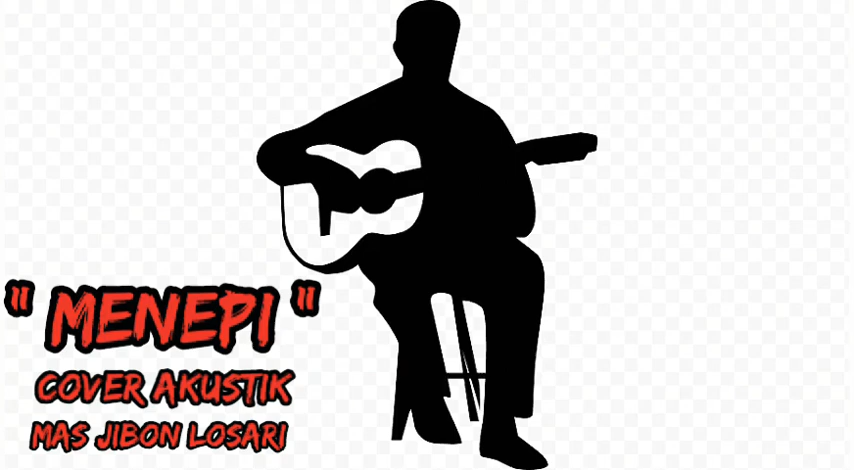 " MENEPI "
COVER AKUSTIK
MAS JIBON LOSARI